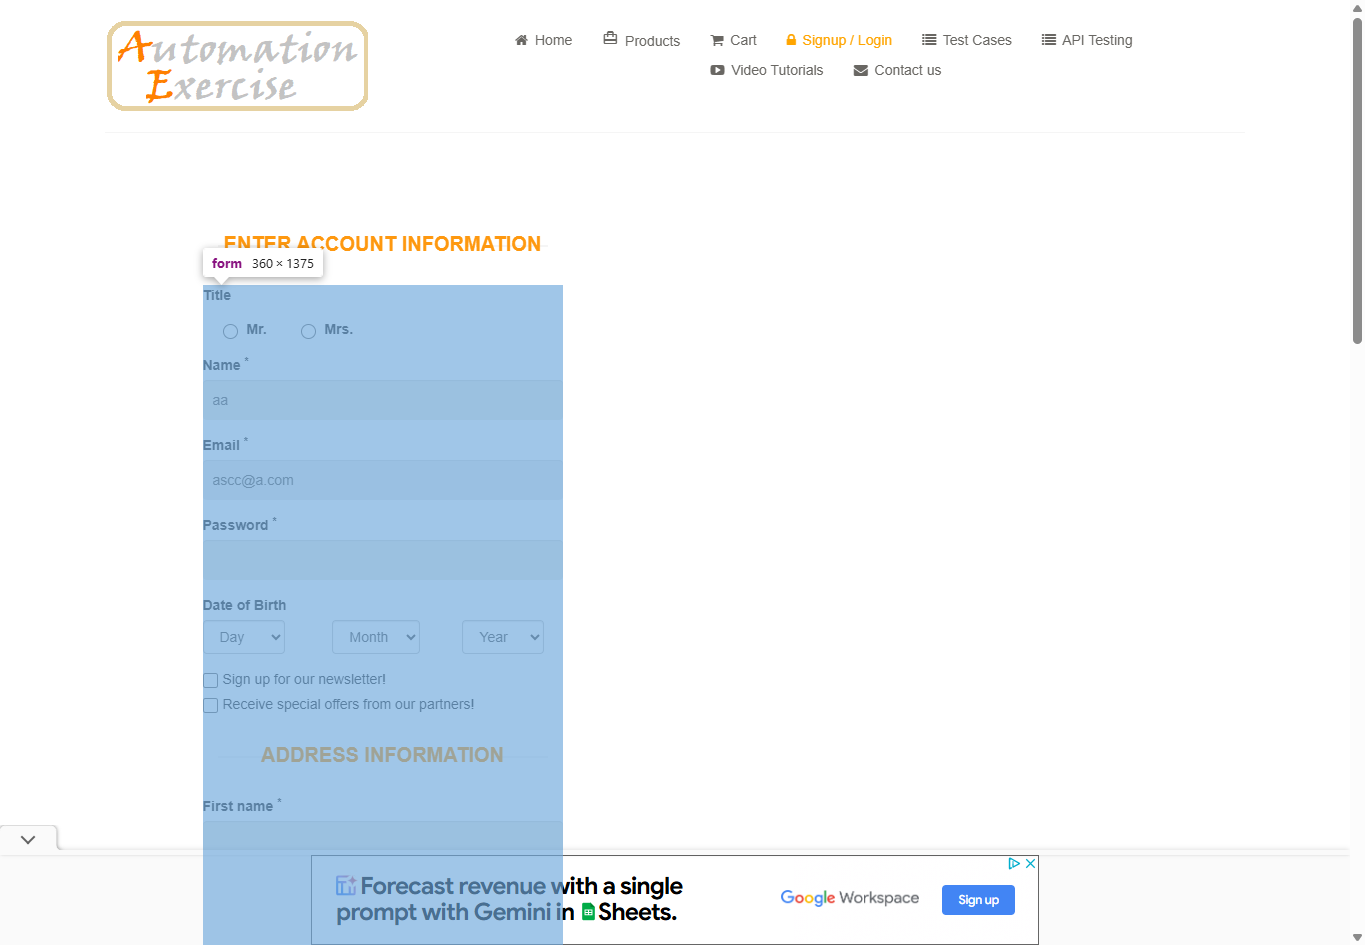 Automation
Exercise
Home
Products
Cart
Signup / Login
Test Cases
API Testing
Video Tutorials
Contact us
ENTER ACCOUNT INFORMATION
form 360 × 1375
Title
Mr.
Mrs.
Name *
aa
Email *
ascc@a.com
Password *
Date of Birth
Day
Month
Year
Sign up for our newsletter!
Receive special offers from our partners!
ADDRESS INFORMATION
First name *
Forecast revenue with a single
prompt with Gemini in Sheets.
Google Workspace
Sign up